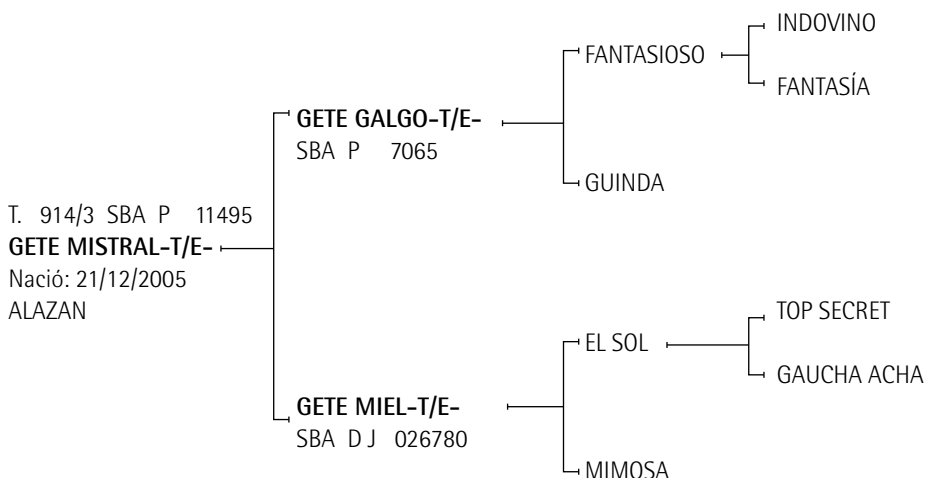 INDOVINO
FANTASIOSO
FANTASÍA
GETE GALGO-T/E-
SBA P 7065
GUINDA
T. 914/3 SBA P 11495
GETE MISTRAL-T/E-
Nació: 21/12/2005
ALAZAN
TOP SECRET
EL SOL
GAUCHA ACHA
GETE MIEL-T/E-
SBA D J 026780
MIMOSA